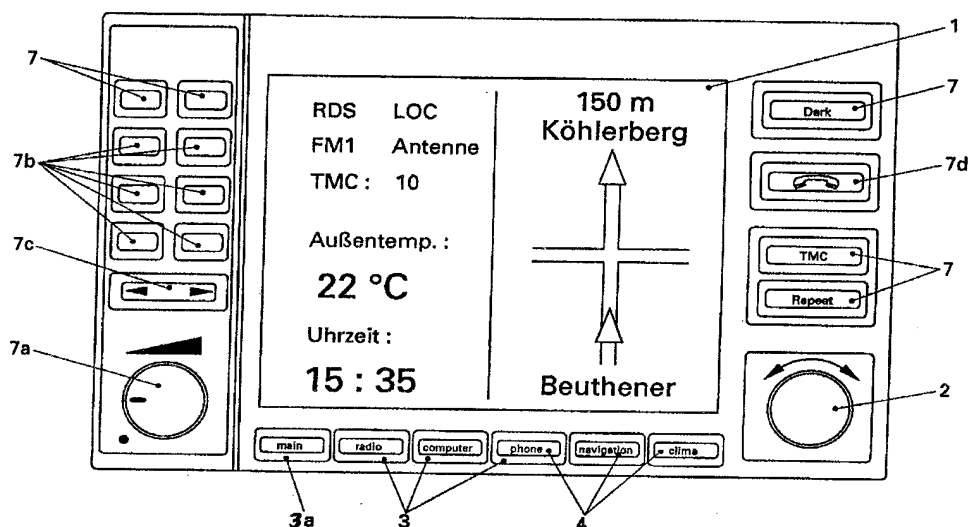 1
7
7b
7c
7a
RDS LOC
FM1 Antenne
TMC : 10
Außentemp. :
22 °C
Uhrzeit :
15 : 35
150 m
Köhlerberg
Beuthener
Dark
TMC
Repeat
7
7d
7
2
main
radio
computer
phone
navigation
clima
3a
3
4